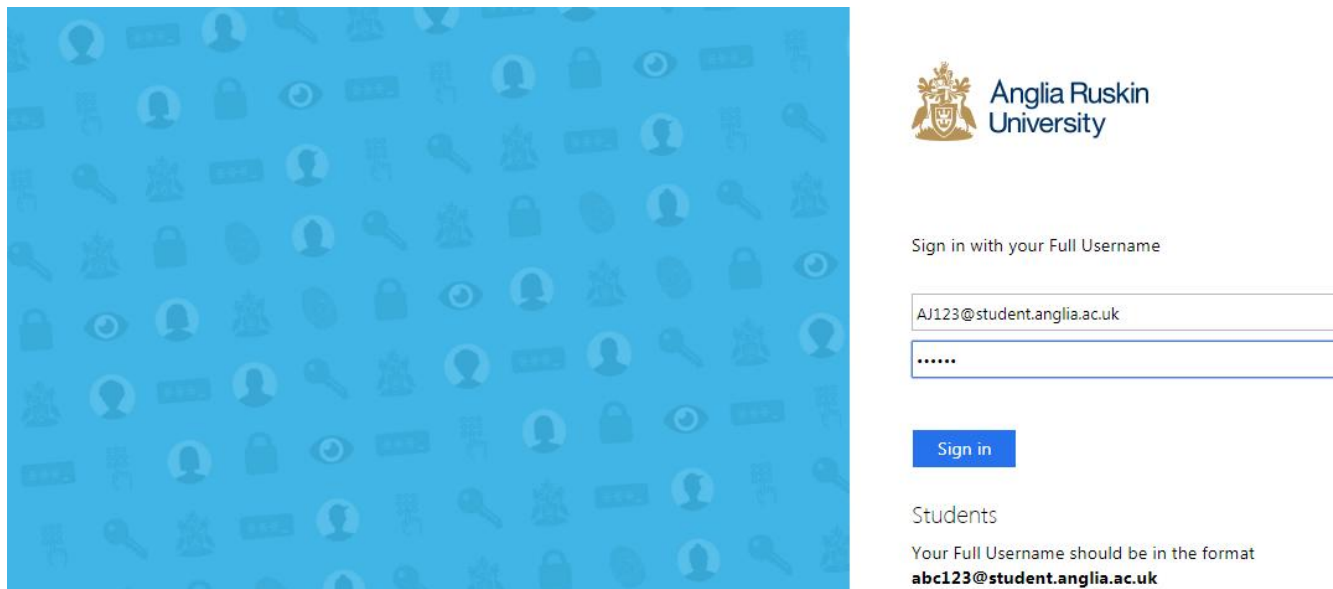 Anglia Ruskin
University
Sign in with your Full Username
AJ123@student.anglia.ac.uk
••••••
Sign in
Students
Your Full Username should be in the format
abc123@student.anglia.ac.uk